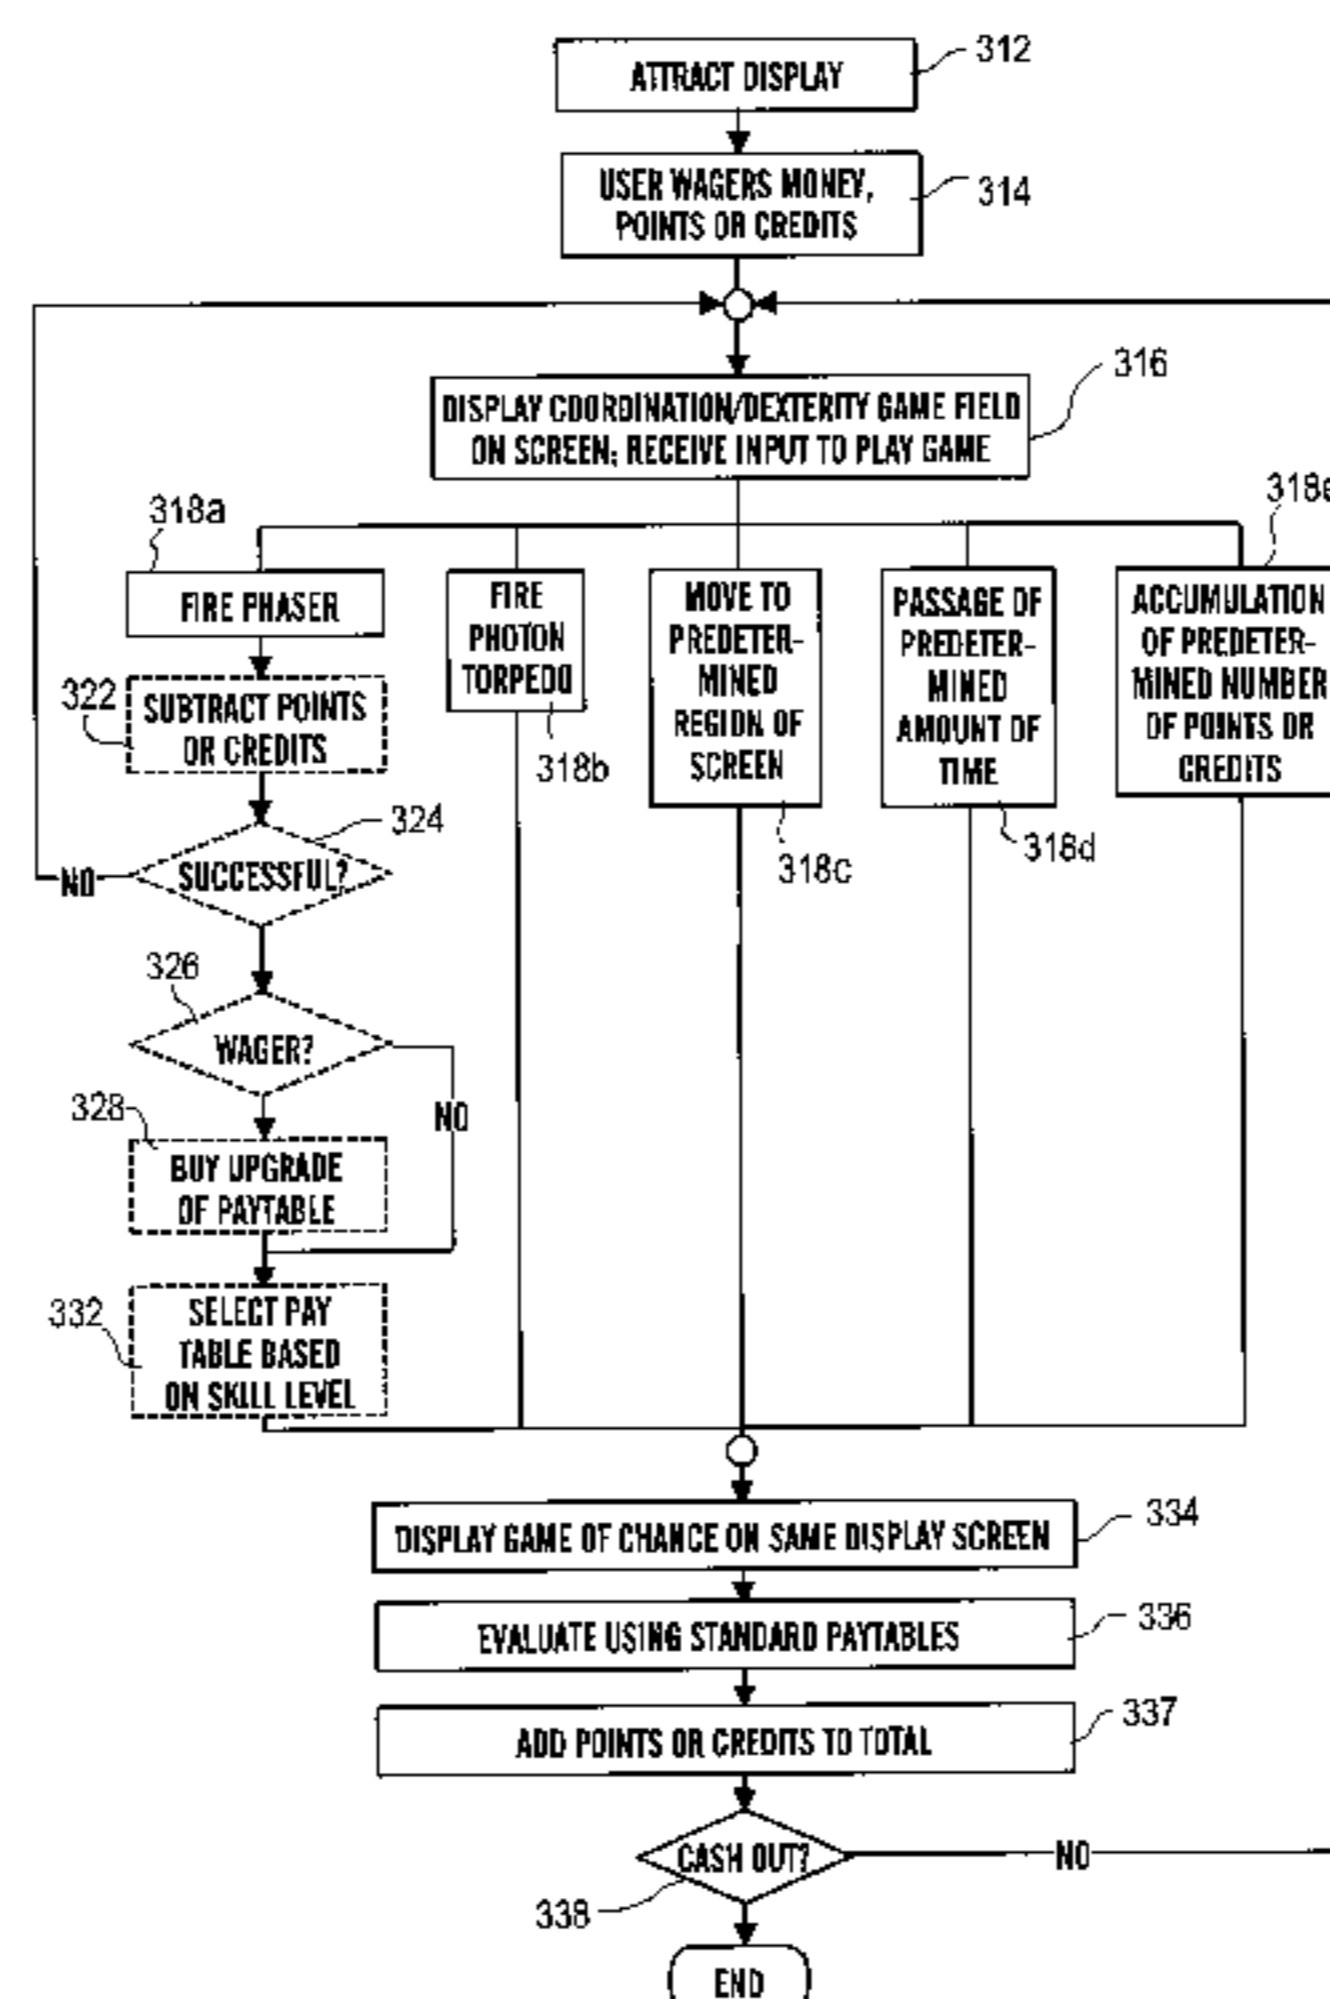 312
ATTRACT DISPLAY
314
USER WAGERS MONEY,
POINTS OR CREDITS
316
DISPLAY COORDINATION/DEXTERITY GAME FIELD
ON SCREEN; RECEIVE INPUT TO PLAY GAME
318a
FIRE PHASER
322
SUBTRACT POINTS
OR CREDITS
324
SUCCESSFUL?
NO
326
WAGER?
NO
328
BUY UPGRADE
OF PAYTABLE
332
SELECT PAY
TABLE BASED
ON SKILL LEVEL
FIRE
PHOTON
TORPEDO
318b
MOVE TO
PREDETER-
MINED
REGION OF
SCREEN
318c
PASSAGE OF
PREDETER-
MINED
AMOUNT OF
TIME
318d
318e
ACCUMULATION
OF PREDETER-
MINED NUMBER
OF POINTS OR
CREDITS
334
DISPLAY GAME OF CHANCE ON SAME DISPLAY SCREEN
336
EVALUATE USING STANDARD PAYTABLES
337
ADD POINTS OR CREDITS TO TOTAL
CASH OUT?
NO
338
END